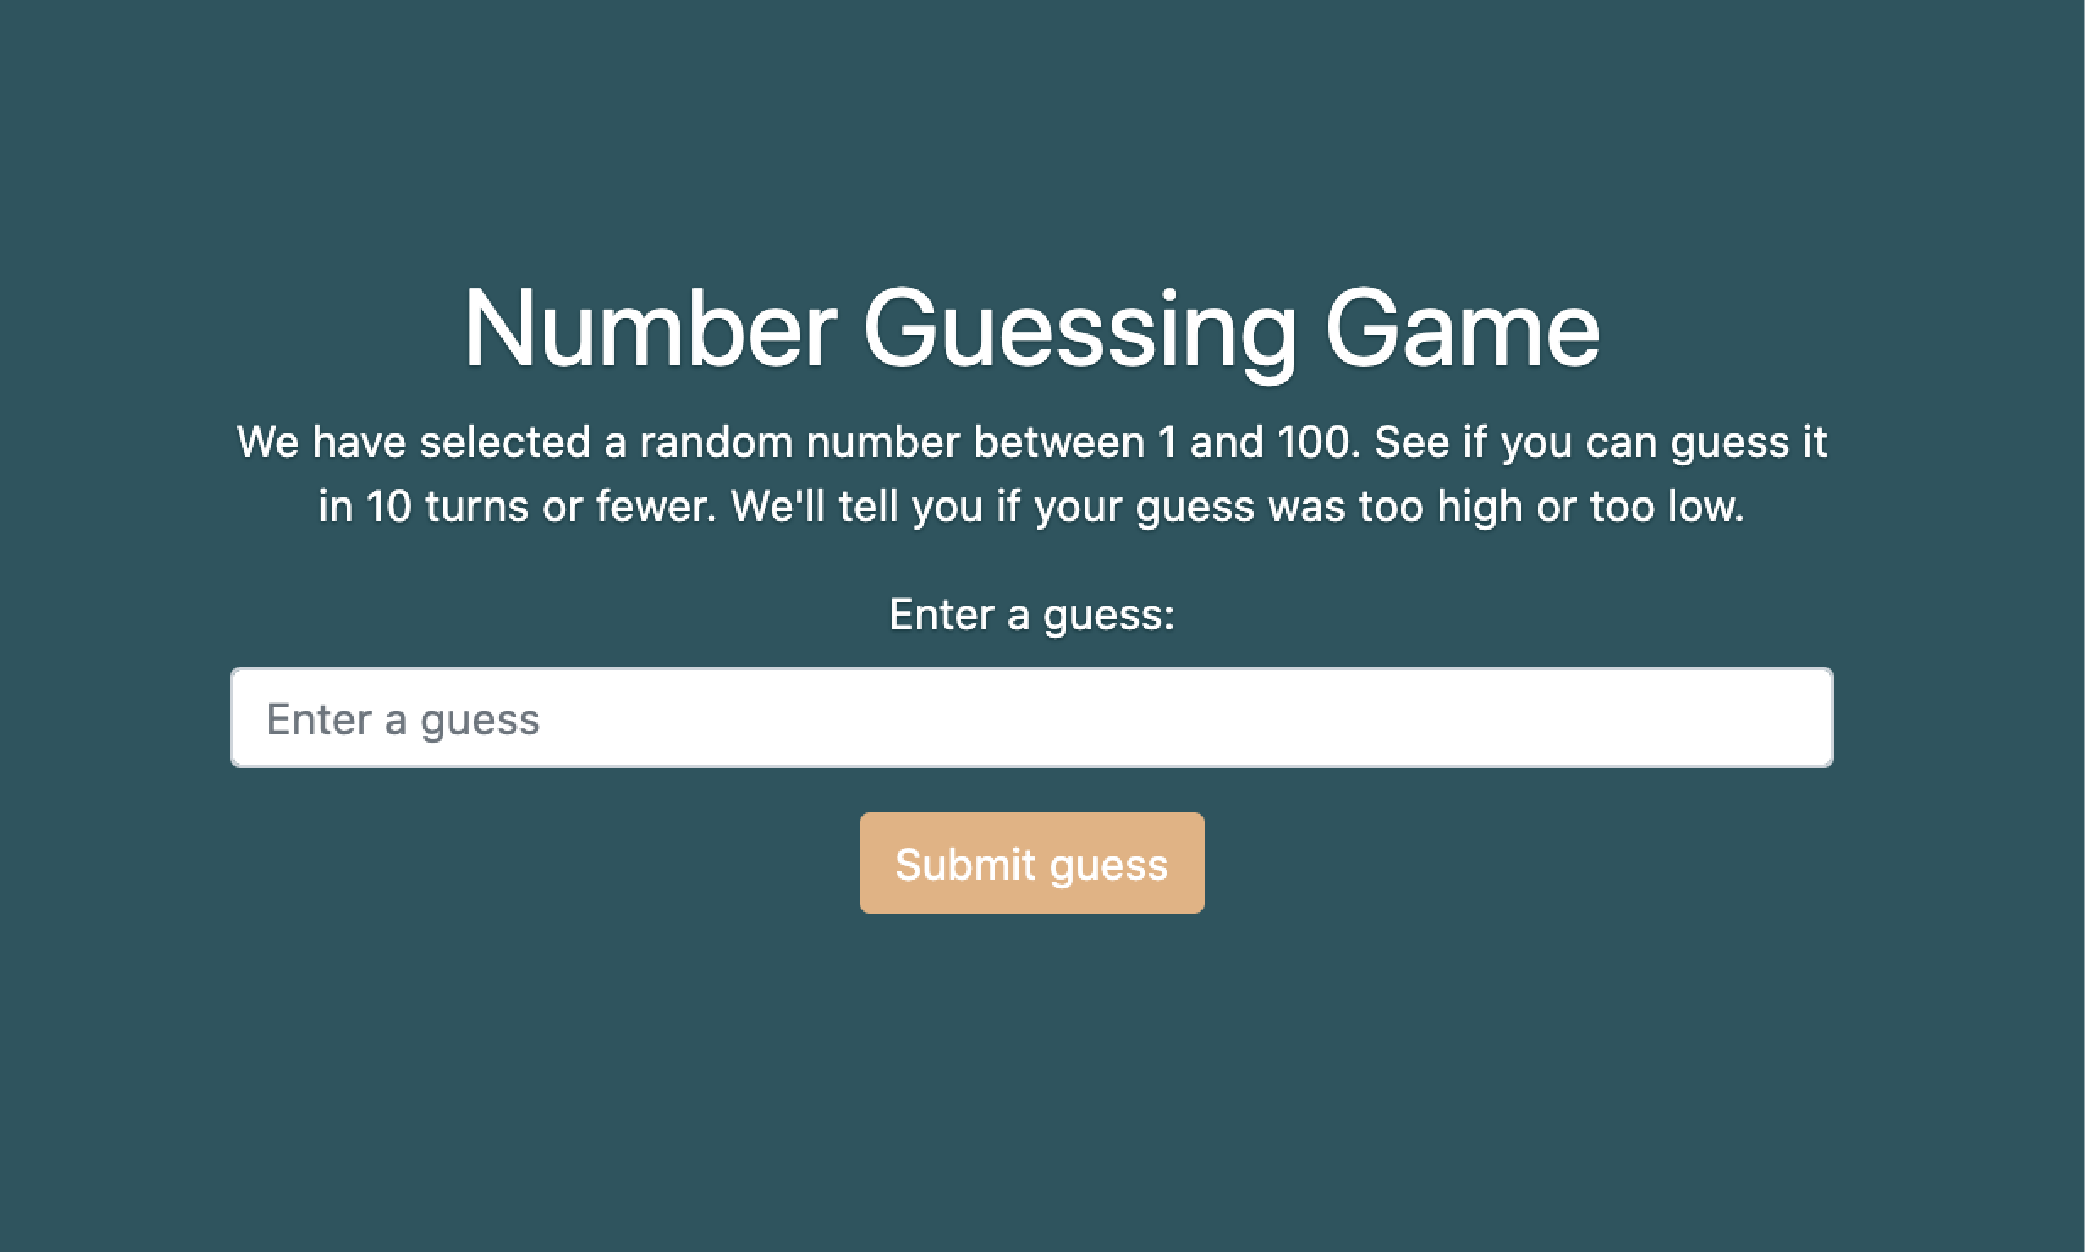 Number Guessing Game
We have selected a random number between 1 and 100. See if you can guess it
in 10 turns or fewer. We'll tell you if your guess was too high or too low.
Enter a guess:
Enter a guess
Submit guess